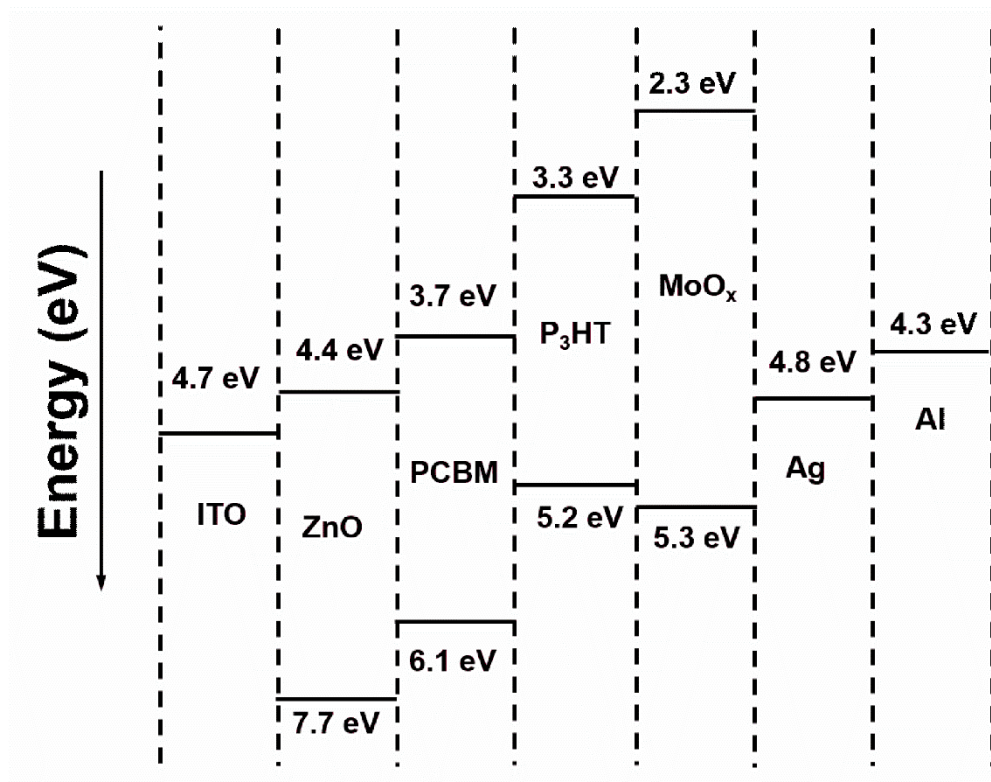 Energy (eV)
4.7 eV
ITO
4.4 eV
ZnO
7.7 eV
3.7 eV
PCBM
6.1 eV
3.3 eV
P₃HT
5.2 eV
2.3 eV
MoOₓ
5.3 eV
4.8 eV
Ag
4.3 eV
Al